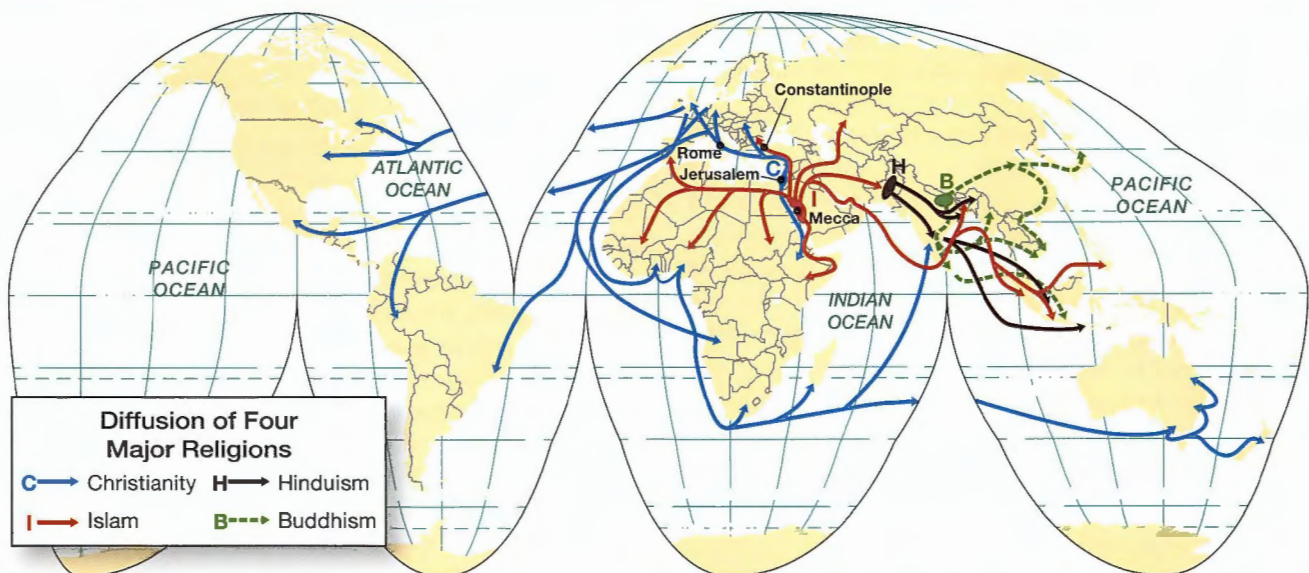 Constantinople
Rome
Jerusalem
C
H
B
ATLANTIC
OCEAN
I
Mecca
PACIFIC
OCEAN
PACIFIC
OCEAN
INDIAN
OCEAN
Diffusion of Four
Major Religions
C Christianity
H Hinduism
I Islam
B Buddhism